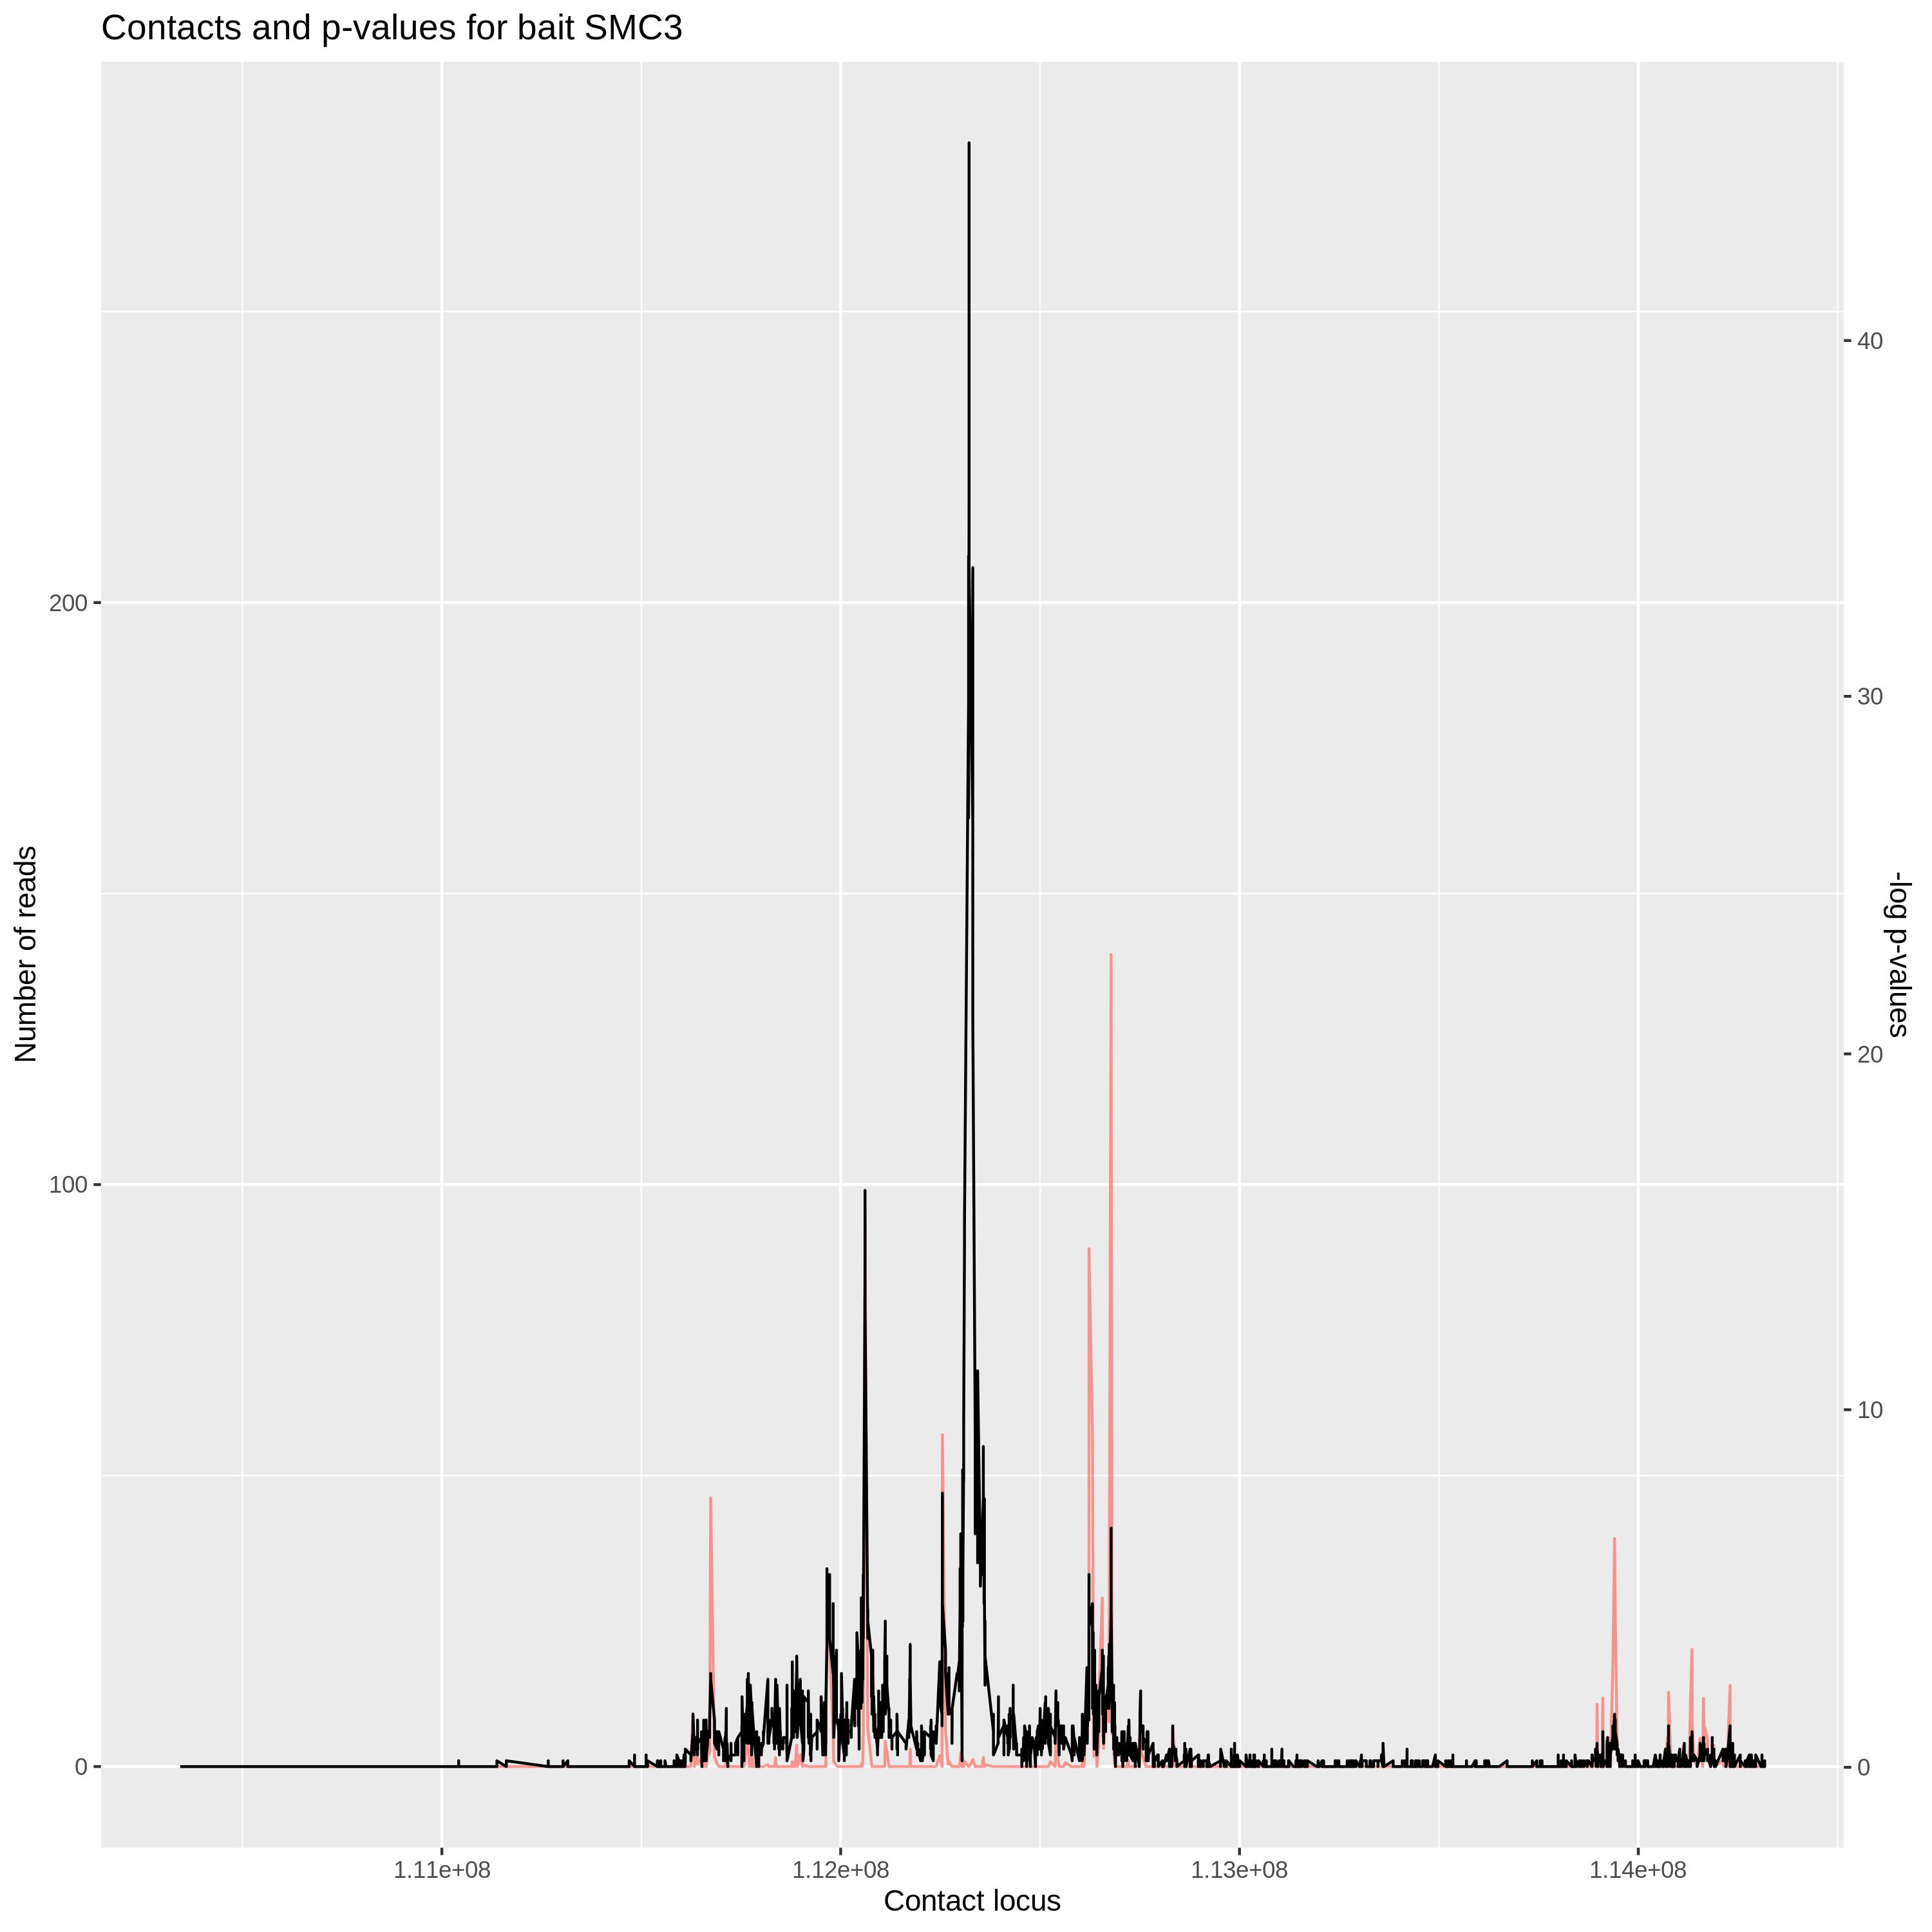 Contacts and p-values for bait SMC3
Number of reads
200
100
0
40
30
20
10
0
-log p-values
1.11e+08
1.12e+08
1.13e+08
1.14e+08
Contact locus